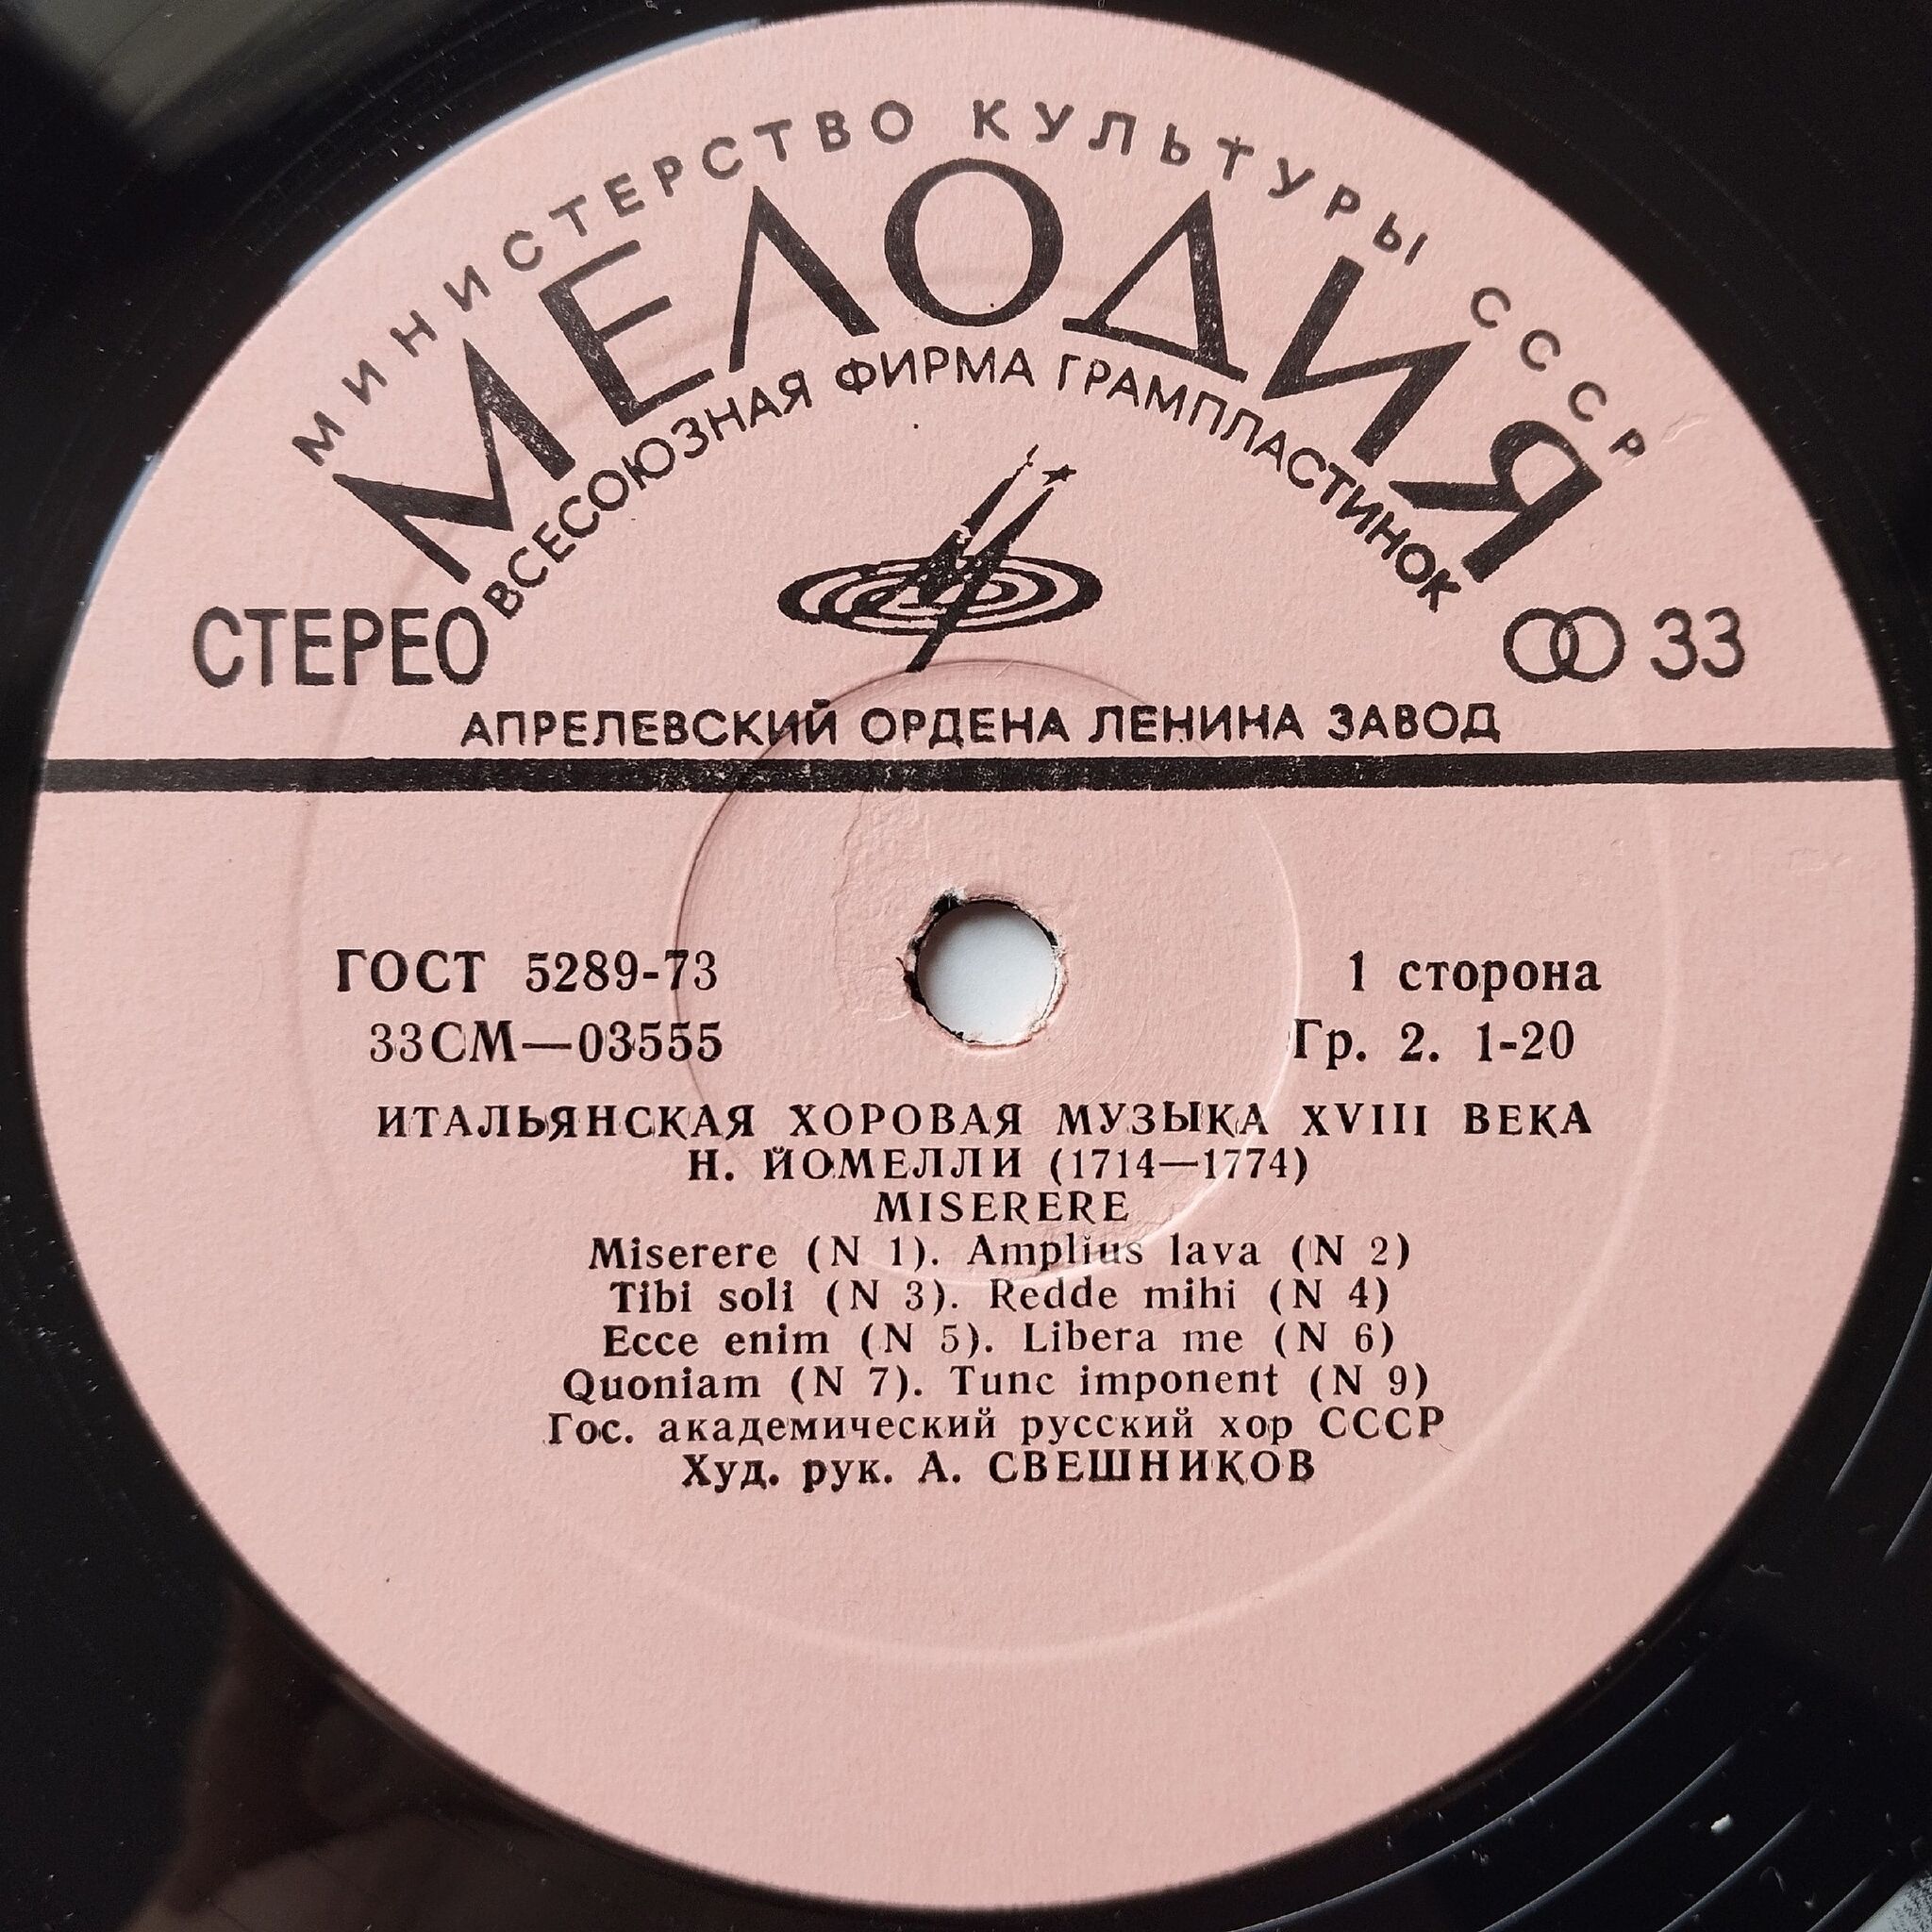 МИНИСТЕРСТВО КУЛЬТУРЫ СССР
МЕЛОДИЯ
ВСЕСОЮЗНАЯ ФИРМА ГРАМПЛАСТИНОК
СТЕРЕО 33
АПРЕЛЕВСКИЙ ОРДЕНА ЛЕНИНА ЗАВОД
ГОСТ 5289-73 1 сторона
33СМ—03555 Гр. 2. 1-20
ИТАЛЬЯНСКАЯ ХОРОВАЯ МУЗЫКА XVIII ВЕКА
Н. ЙОМЕЛЛИ (1714—1774)
MISERERE
Miserere (N 1). Amplius lava (N 2)
Tibi soli (N 3). Redde mihi (N 4)
Ecce enim (N 5). Libera me (N 6)
Quoniam (N 7). Tunc imponent (N 9)
Гос. академический русский хор СССР
Худ. рук. А. СВЕШНИКОВ